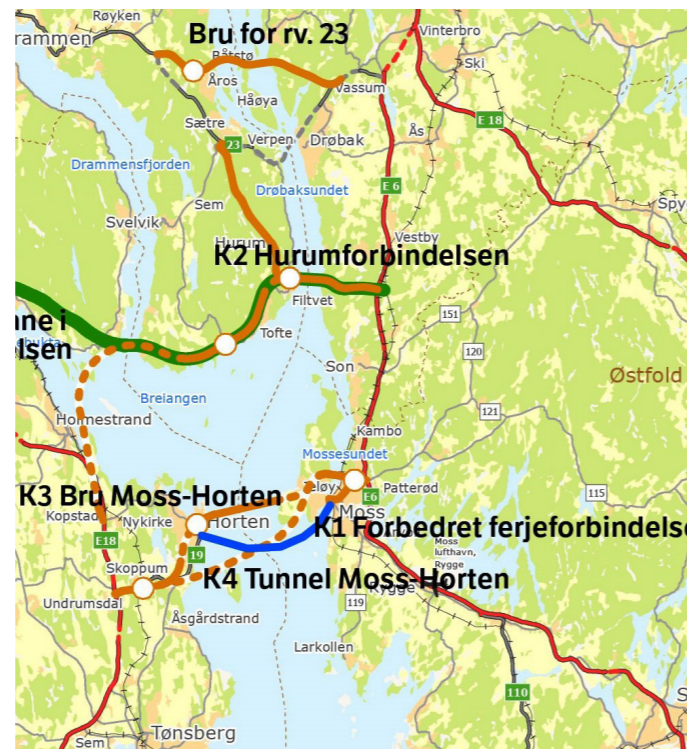 Røyken
Bru for rv. 23
rammen
Båtstø
Vinterbro
Ski
Åros
Vassum
Håøya
Sætre
E 18
23
Verpen
Drøbak
Ås
Drammensfjorden
E 6
Spy
Drøbaksundet
Sem
Svelvik
Hurum
Vestby
K2 Hurumforbindelsen
Filtvet
nne i
151
Tofte
elsen
120
Son
Østfold
Breiangen
121
Holmestrand
Kambo
Mossesundet
Jeløy
Patterød
115
K3 Bru Moss-Horten
E6
Kopstad
Nykirke
Horten
Moss
K1 Forbedret ferjeforbindelse
E18
19
Moss
lufthavn,
Rygge
Skoppum
K4 Tunnel Moss-Horten
Rygge
Undrumsdal
119
Åsgårdstrand
Larkollen
110
S
Tønsberg
Sem